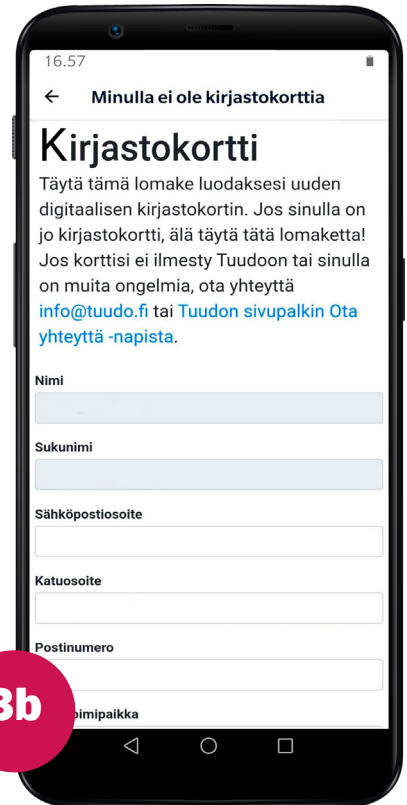 16.57
Minulla ei ole kirjastokorttia
Kirjastokortti
Täytä tämä lomake luodaksesi uuden
digitaalisen kirjastokortin. Jos sinulla on
jo kirjastokortti, älä täytä tätä lomaketta!
Jos korttisi ei ilmesty Tuudoon tai sinulla
on muita ongelmia, ota yhteyttä
info@tuudo.fi tai Tuudon sivupalkin Ota
yhteyttä -napista.
Nimi
Sukunimi
Sähköpostiosoite
Katuosoite
Postinumero
3b